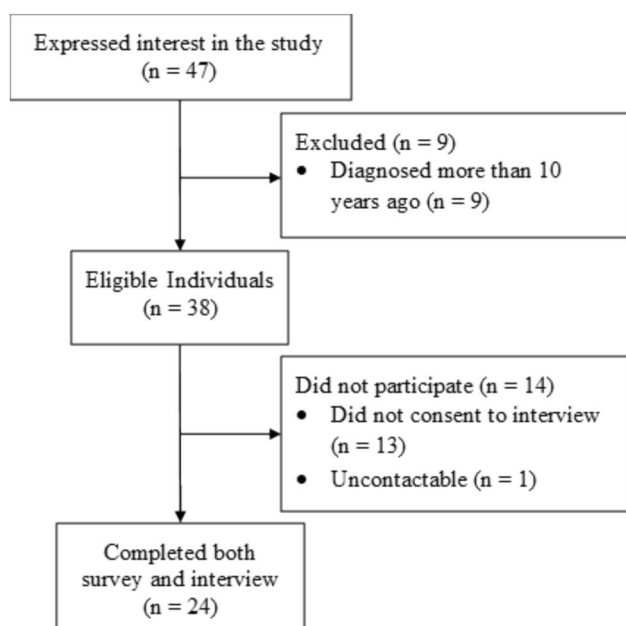 Expressed interest in the study
(n = 47)
Excluded (n = 9)
• Diagnosed more than 10
years ago (n = 9)
Eligible Individuals
(n = 38)
Did not participate (n = 14)
• Did not consent to interview
(n = 13)
• Uncontactable (n = 1)
Completed both
survey and interview
(n = 24)